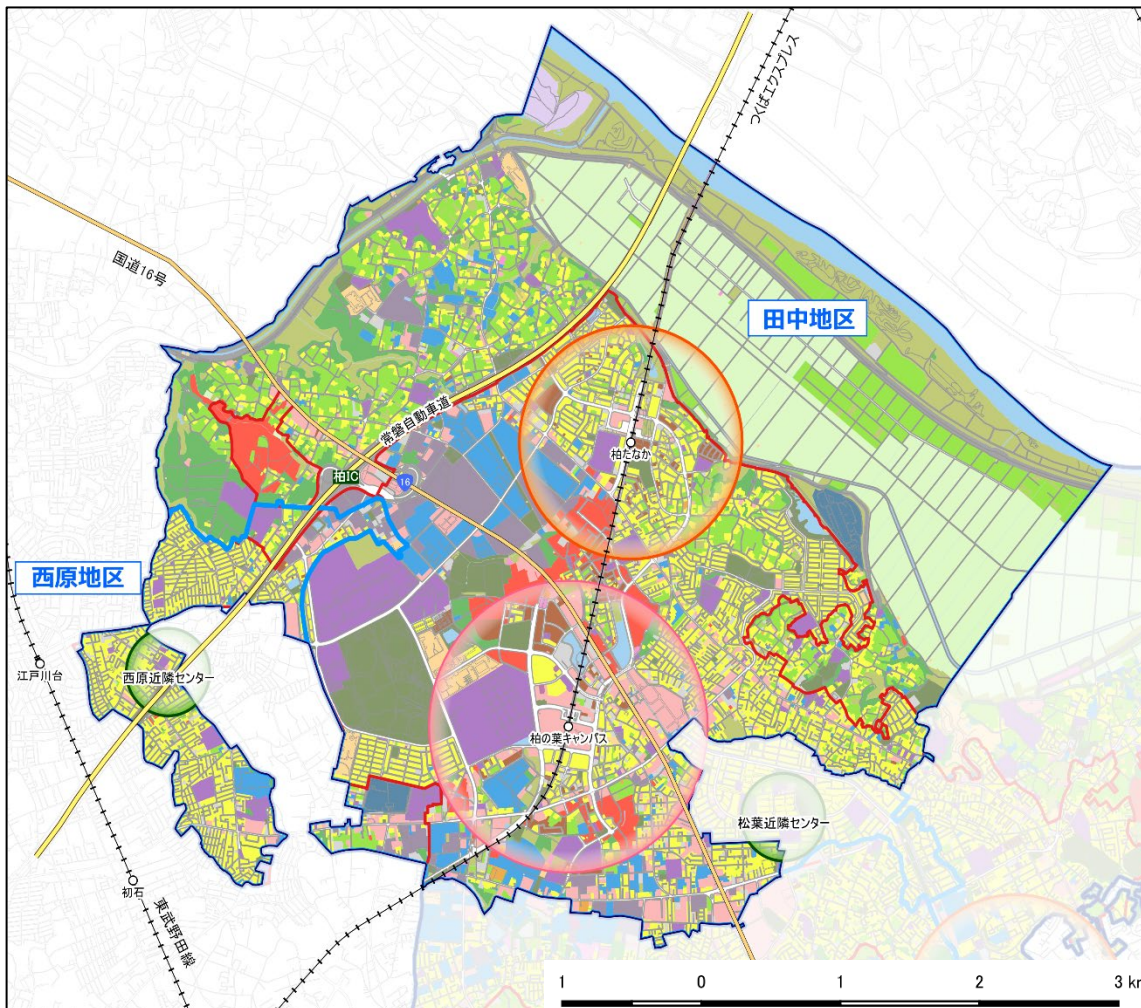 つくばエクスプレス
国道16号
田中地区
常磐自動車道
柏たなか
柏IC
16
西原地区
江戸川台
西原近隣センター
柏の葉キャンパス
松葉近隣センター
初石
東武野田線
1 0 1 2 3 km